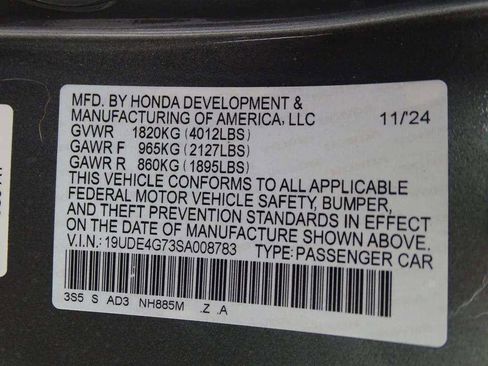 MFD. BY HONDA DEVELOPMENT &
MANUFACTURING OF AMERICA, LLC 11/24
GVWR 1820KG (4012LBS)
GAWR F 965KG (2127LBS)
GAWR R 860KG (1895LBS)
THIS VEHICLE CONFORMS TO ALL APPLICABLE
FEDERAL MOTOR VEHICLE SAFETY, BUMPER,
AND THEFT PREVENTION STANDARDS IN EFFECT
ON THE DATE OF MANUFACTURE SHOWN ABOVE.
V.I.N.: 19UDE4G73SA008783 TYPE:PASSENGER CAR
3S5 S AD3 NH885M .Z .A